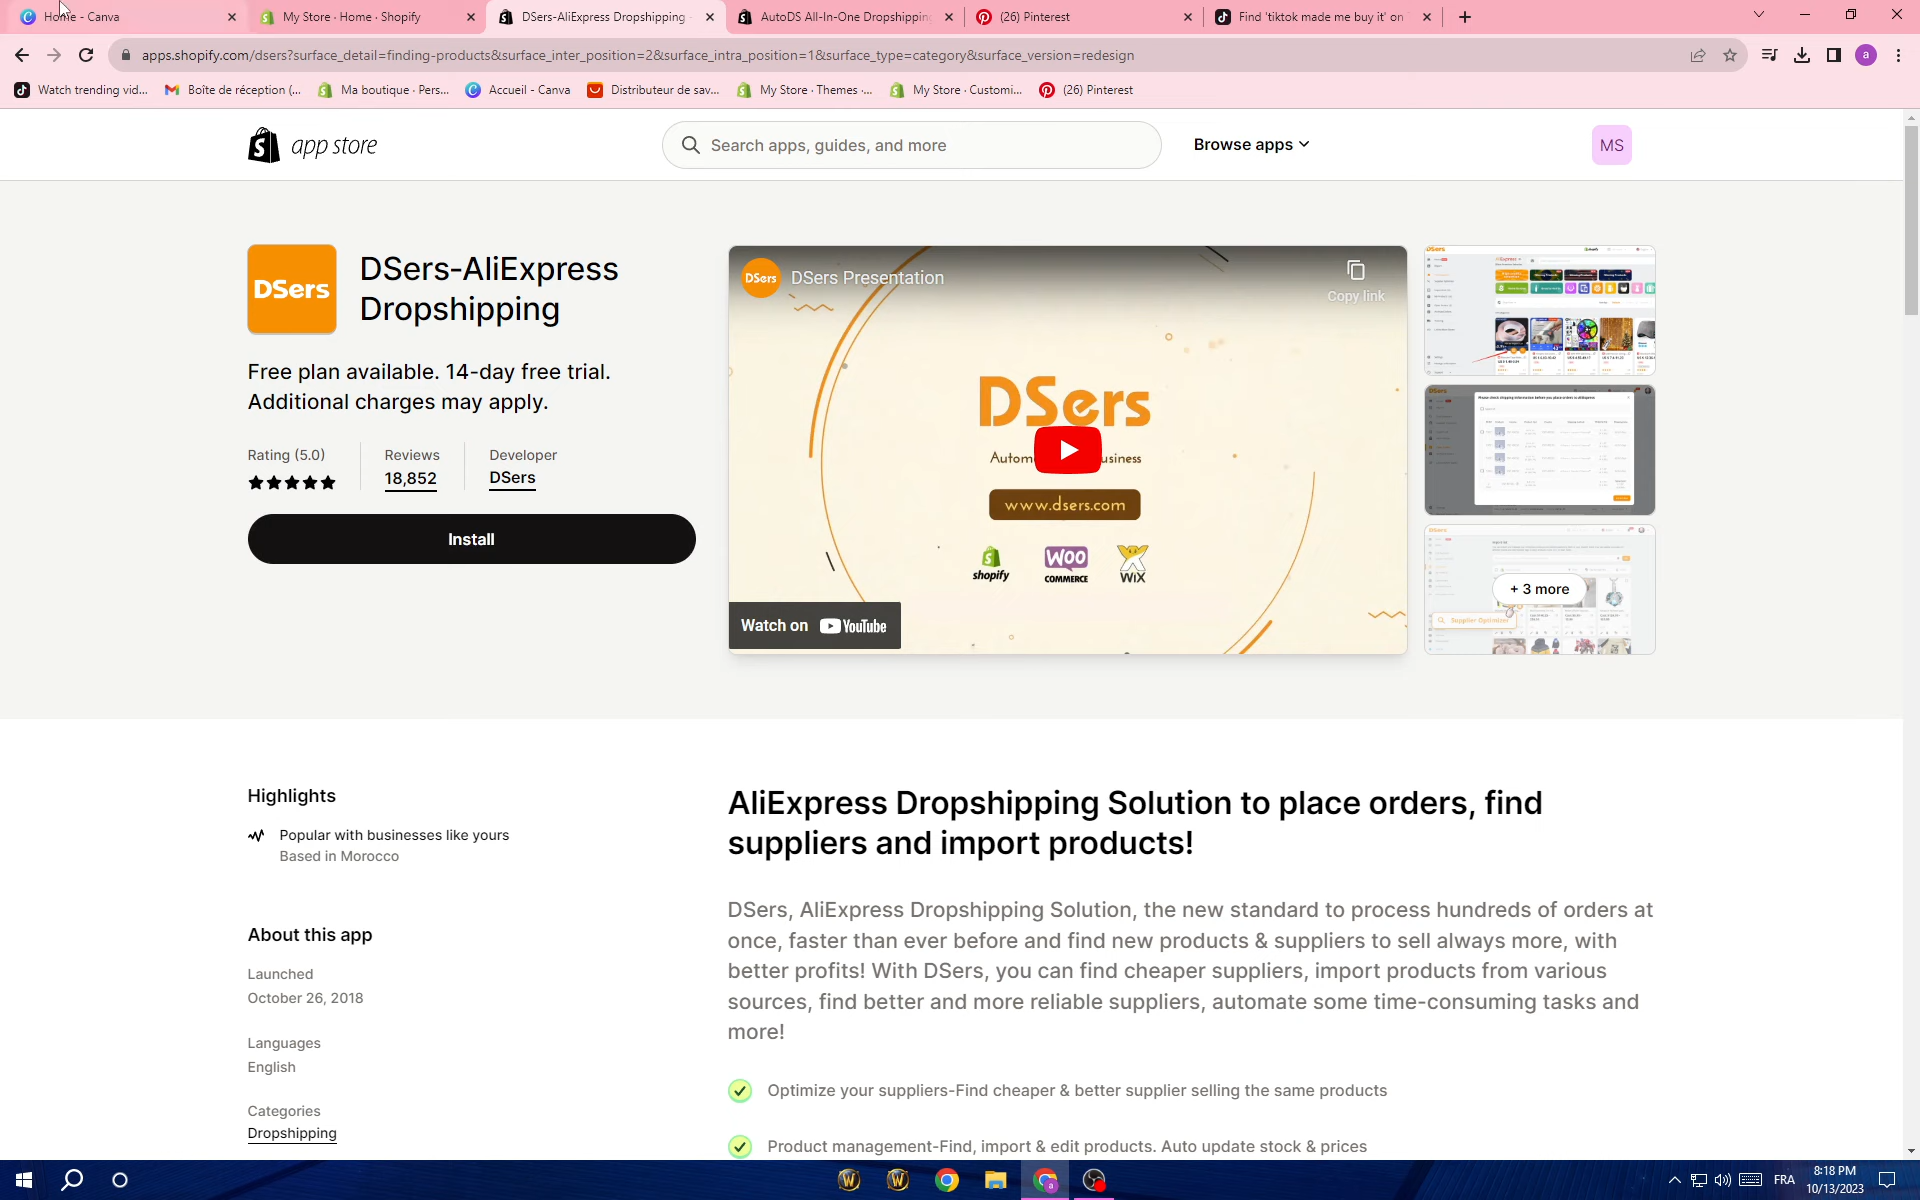 Home - Canva
My Store · Home · Shopify
DSers-AliExpress Dropshipping
AutoDS All-In-One Dropshippin
(26) Pinterest
Find 'tiktok made me buy it' on
apps.shopify.com/dsers?surface_detail=finding-products&surface_inter_position=2&surface_intra_position=1&surface_type=category&surface_version=redesign
a
Watch trending vid...
Boîte de réception (...
Ma boutique · Pers...
Accueil - Canva
Distributeur de sav...
My Store · Themes ·...
My Store · Customi...
(26) Pinterest
app store
Search apps, guides, and more
Browse apps
MS
DSers
DSers-AliExpress
Dropshipping
Free plan available. 14-day free trial.
Additional charges may apply.
Rating (5.0)
Reviews
18,852
Developer
DSers
Install
DSers
DSers Presentation
Copy link
DSers
www.dsers.com
shopify
WOO
COMMERCE
WiX
Watch on YouTube
+ 3 more
Supplier Optimizer
Highlights
Popular with businesses like yours
Based in Morocco
About this app
Launched
October 26, 2018
Languages
English
Categories
Dropshipping
AliExpress Dropshipping Solution to place orders, find
suppliers and import products!
DSers, AliExpress Dropshipping Solution, the new standard to process hundreds of orders at
once, faster than ever before and find new products & suppliers to sell always more, with
better profits! With DSers, you can find cheaper suppliers, import products from various
sources, find better and more reliable suppliers, automate some time-consuming tasks and
more!
Optimize your suppliers-Find cheaper & better supplier selling the same products
Product management-Find, import & edit products. Auto update stock & prices
FRA
8:18 PM
10/13/2023